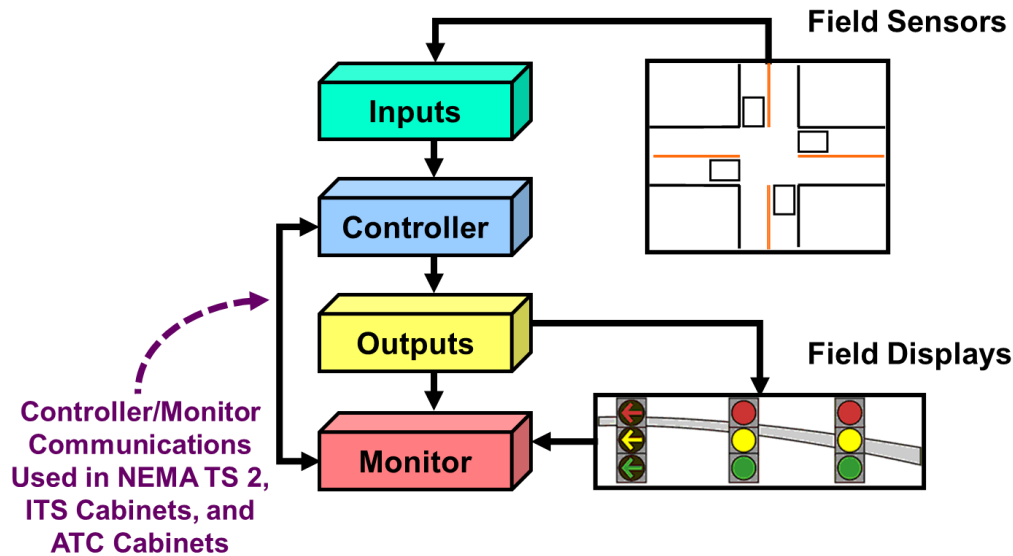 Field Sensors
Inputs
Controller
Outputs
Field Displays
Monitor
Controller/Monitor
Communications
Used in NEMA TS 2,
ITS Cabinets, and
ATC Cabinets